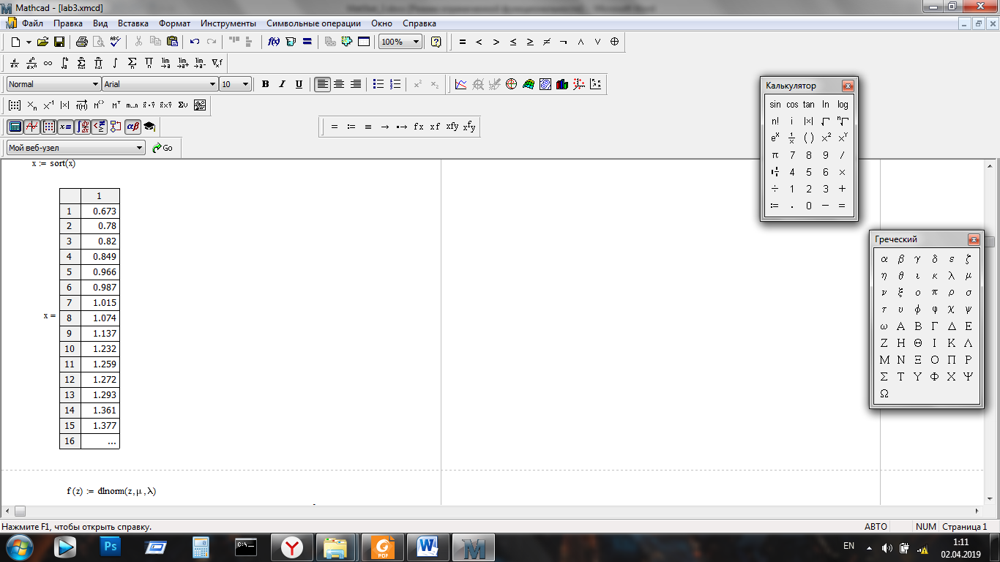 Mathcad - [lab3.xmcd]
Файл Правка Вид Вставка Формат Инструменты Символьные операции Окно Справка
100%
= < > ≤ ≥ ≠ ¬ ∧ ∨ ⊕
Normal Arial 10 B I U
Мой веб-узел Go
= := ≡ → •→ fx xf xfy xfy
x := sort(x)
1
1 0.673
2 0.78
3 0.82
4 0.849
5 0.966
6 0.987
7 1.015
x = 8 1.074
9 1.137
10 1.232
11 1.259
12 1.272
13 1.293
14 1.361
15 1.377
16 ...
f(z) := dlnorm(z,μ,λ)
Калькулятор
sin cos tan ln log
n! i |×| √ ⁿ√
eˣ 1/x ( ) ×² ×ʸ
π 7 8 9 /
4 5 6 ×
÷ 1 2 3 +
:= . 0 − =
Греческий
α β γ δ ε ζ
η θ ι κ λ μ
ν ξ ο π ρ σ
τ υ ϕ φ χ ψ
ω Α Β Γ Δ Ε
Ζ Η Θ Ι Κ Λ
Μ Ν Ξ Ο Π Ρ
Σ Τ Υ Φ Χ Ψ
Ω
Нажмите F1, чтобы открыть справку.
АВТО NUM Страница 1
EN 1:11
02.04.2019